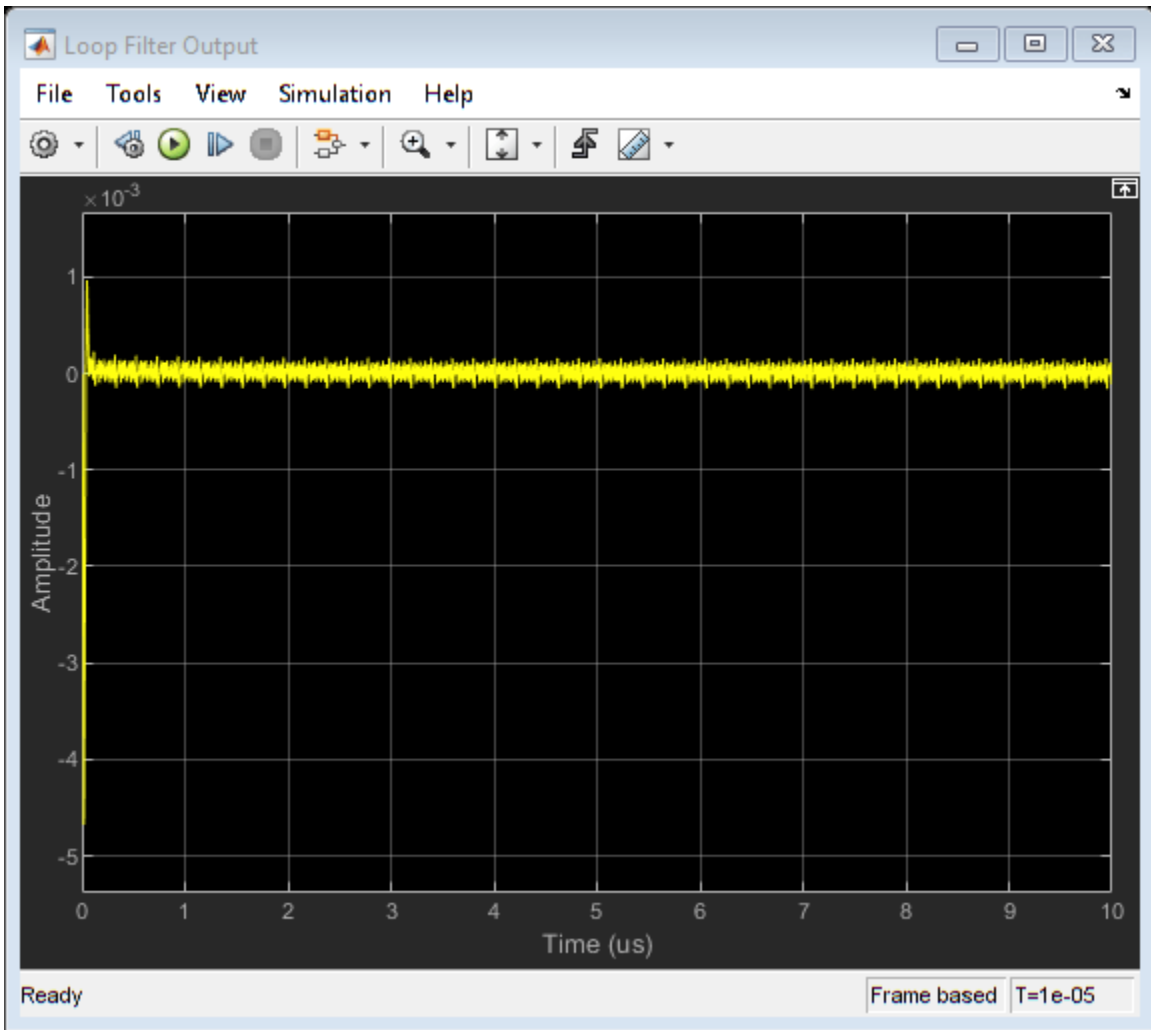 Loop Filter Output
File Tools View Simulation Help
×10-3
1
0
-1
-2
-3
-4
-5
Amplitude
0 1 2 3 4 5 6 7 8 9 10
Time (us)
Ready Frame based T=1e-05